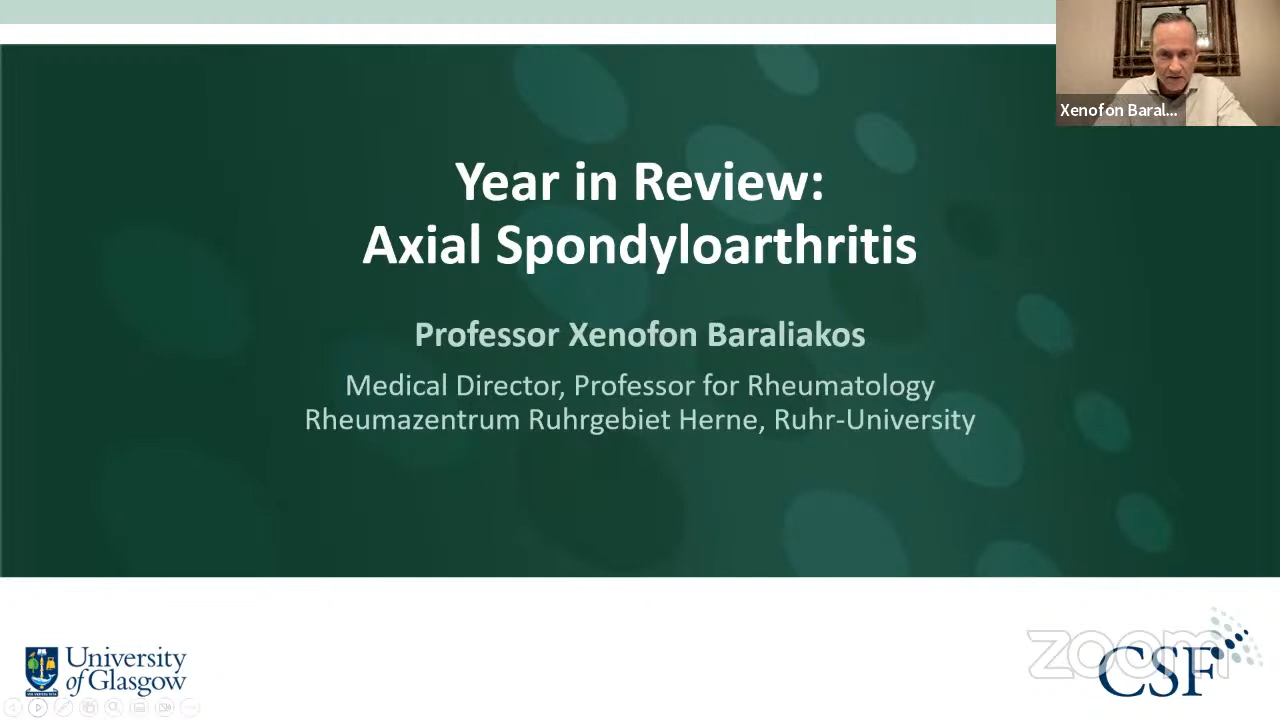 Xenofon Baral...
Year in Review:
Axial Spondyloarthritis
Professor Xenofon Baraliakos
Medical Director, Professor for Rheumatology
Rheumazentrum Ruhrgebiet Herne, Ruhr-University
University
of Glasgow
zoom
CSF